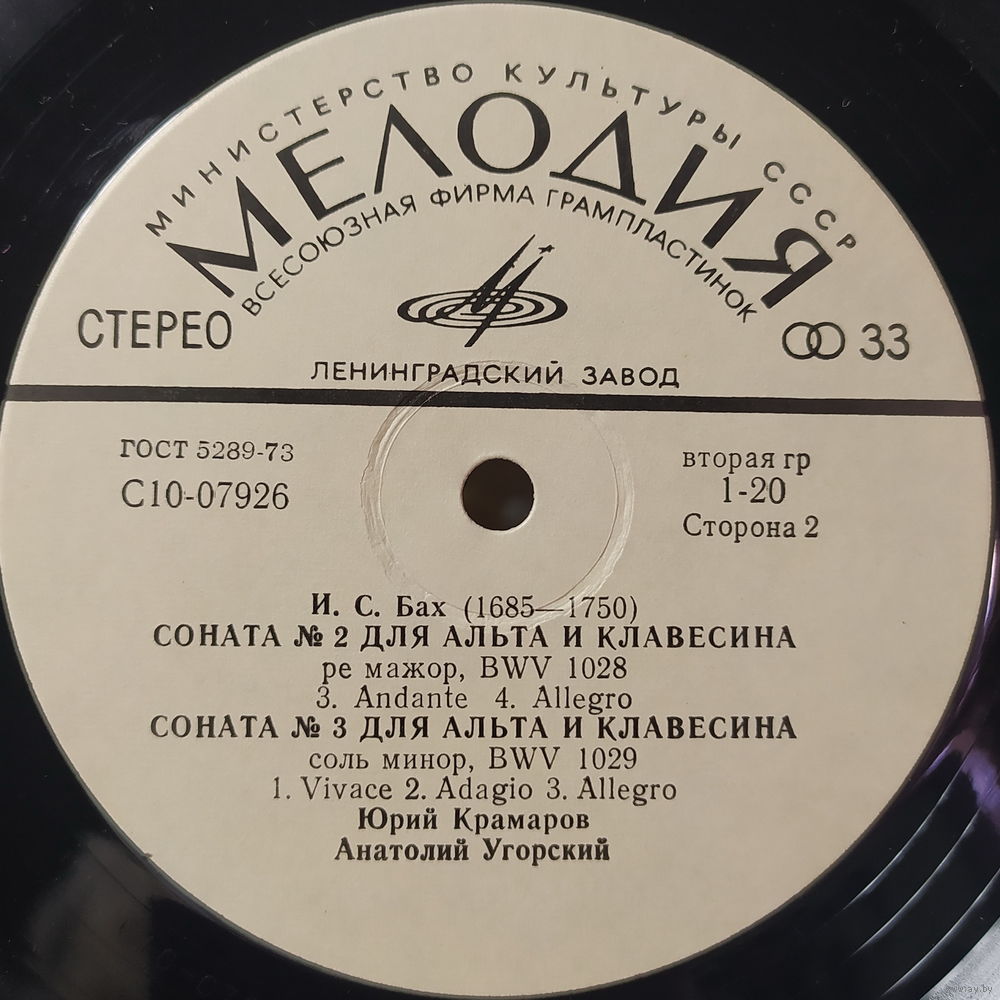 МИНИСТЕРСТВО КУЛЬТУРЫ СССР
МЕЛОДИЯ
ВСЕСОЮЗНАЯ ФИРМА ГРАМПЛАСТИНОК
СТЕРЕО
33
ЛЕНИНГРАДСКИЙ ЗАВОД
ГОСТ 5289-73
С10-07926
вторая гр
1-20
Сторона 2
И. С. Бах (1685—1750)
СОНАТА № 2 ДЛЯ АЛЬТА И КЛАВЕСИНА
ре мажор, BWV 1028
3. Andante 4. Allegro
СОНАТА № 3 ДЛЯ АЛЬТА И КЛАВЕСИНА
соль минор, BWV 1029
1. Vivace 2. Adagio 3. Allegro
Юрий Крамаров
Анатолий Угорский